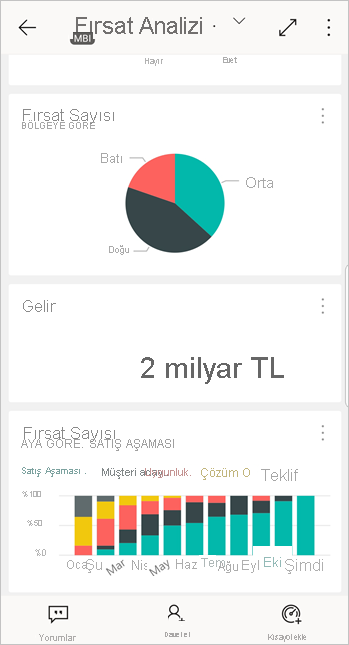 Fırsat Analizi ·
MBI
Hayır Evet
Fırsat Sayısı
BÖLGEYE GÖRE
Batı
Orta
Doğu
Gelir
2 milyar TL
Fırsat Sayısı
AYA GÖRE. SATIŞ AŞAMASI
Satış Aşaması . Müşteri adayı. Uygunluk. Çözüm O Teklif
%100
%50
%0
Oca Şu Mar Nis May Haz Tem Ağu Eyl Eki Şimdi
Yorumlar Davet et Kısayol ekle